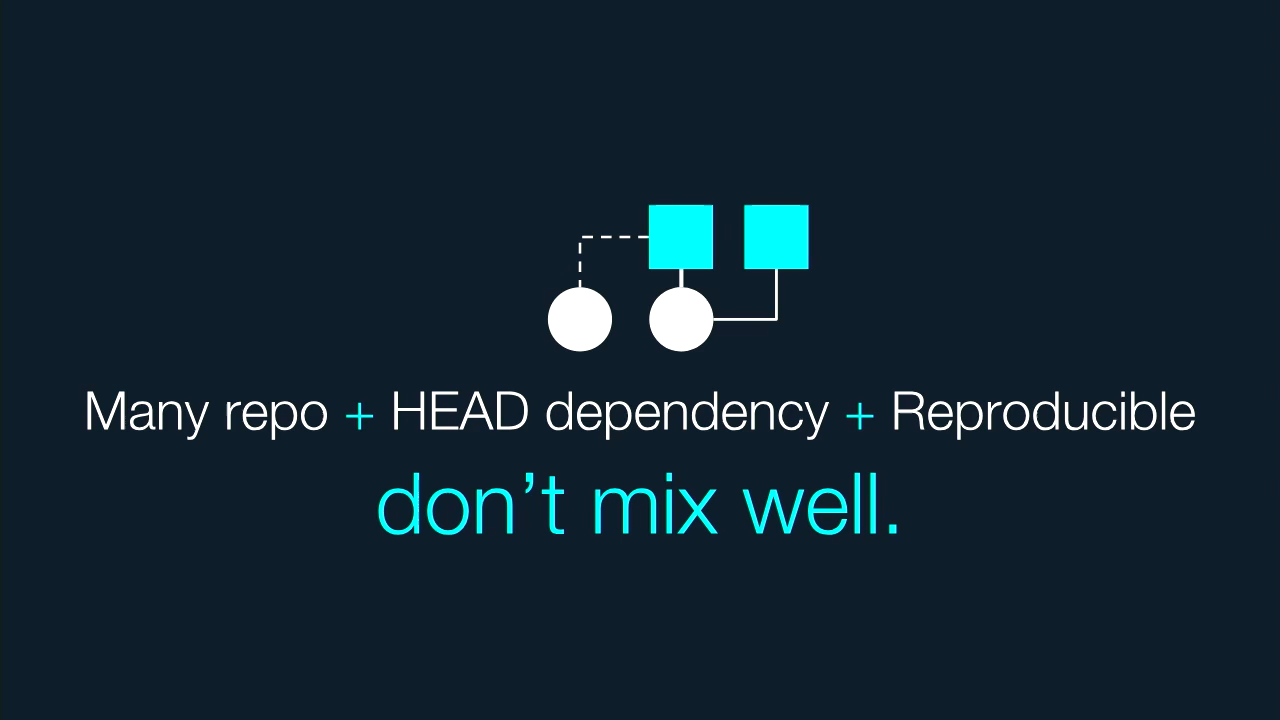 Many repo + HEAD dependency + Reproducible
don’t mix well.